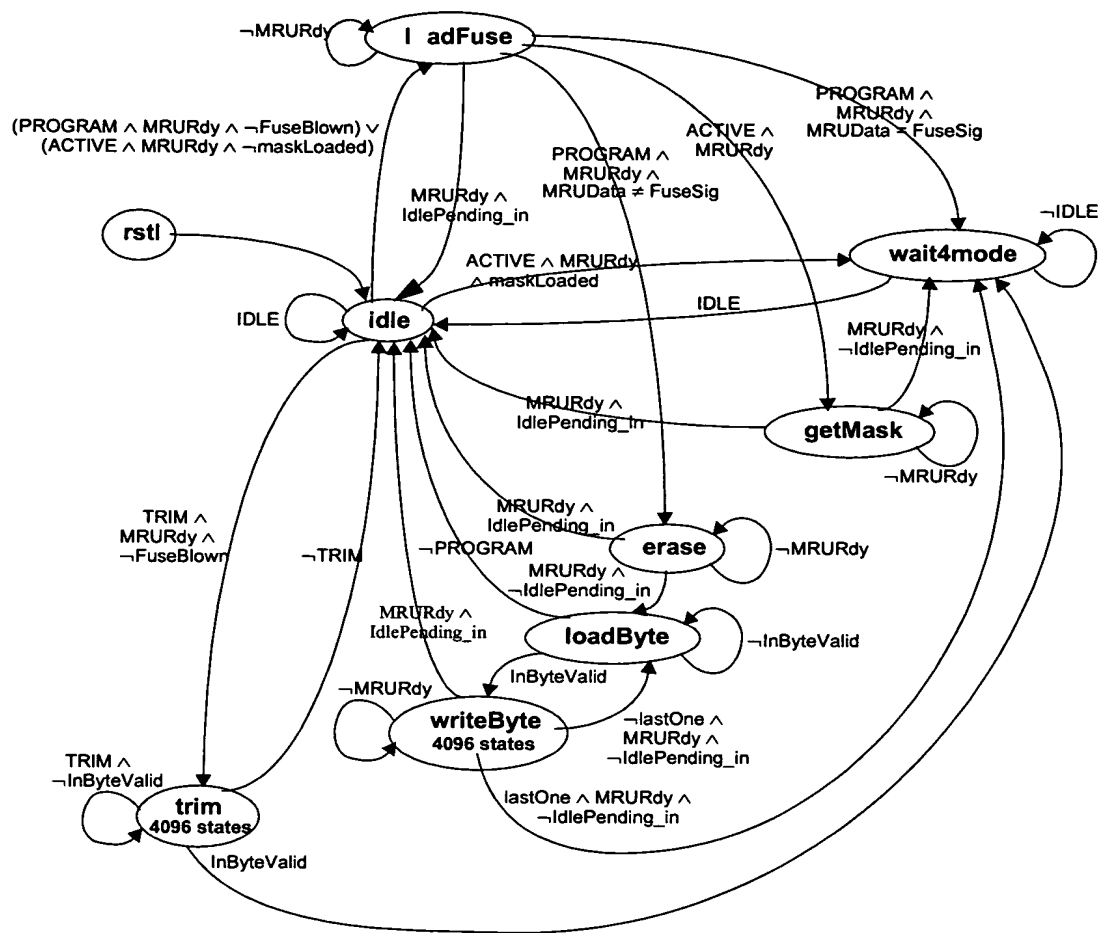 ¬MRURdy
l adFuse
(PROGRAM ∧ MRURdy ∧ ¬FuseBlown) ∨
(ACTIVE ∧ MRURdy ∧ ¬maskLoaded)
PROGRAM ∧
MRURdy ∧
MRUData = FuseSig
ACTIVE ∧
MRURdy
PROGRAM ∧
MRURdy ∧
MRUData ≠ FuseSig
MRURdy ∧
IdlePending_in
rstl
¬IDLE
wait4mode
ACTIVE ∧ MRURdy
∧ maskLoaded
IDLE
IDLE
idle
MRURdy ∧
¬IdlePending_in
MRURdy ∧
IdlePending_in
getMask
¬MRURdy
TRIM ∧
MRURdy ∧
¬FuseBlown
¬TRIM
MRURdy ∧
IdlePending_in
¬PROGRAM
erase
¬MRURdy
MRURdy ∧
¬IdlePending_in
MRURdy ∧
IdlePending_in
loadByte
¬InByteValid
InByteValid
¬MRURdy
writeByte
4096 states
¬lastOne ∧
MRURdy ∧
¬IdlePending_in
TRIM ∧
¬InByteValid
trim
4096 states
lastOne ∧ MRURdy ∧
¬IdlePending_in
InByteValid